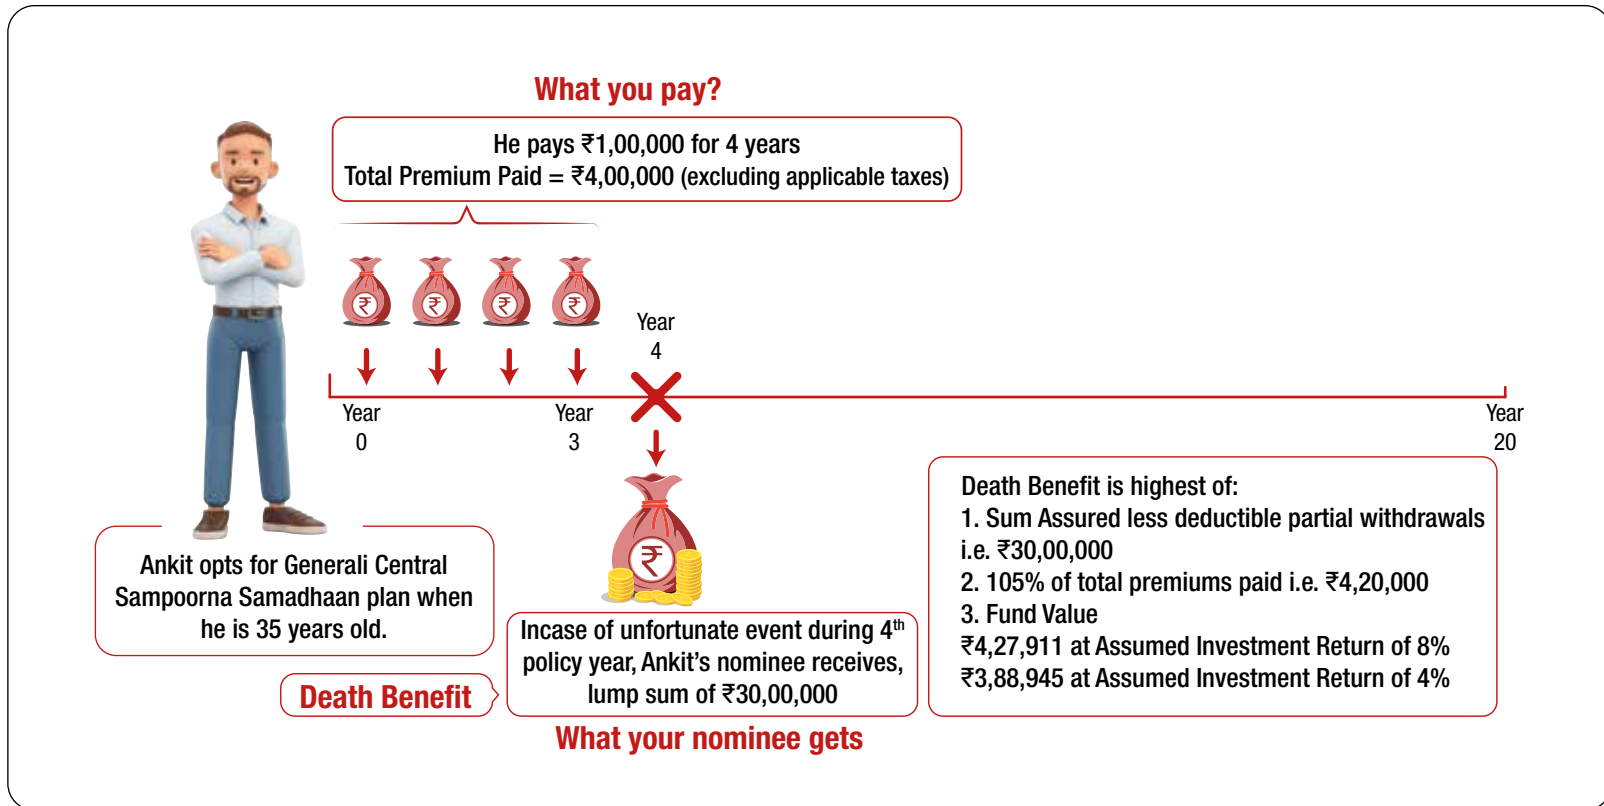 What you pay?
He pays ₹1,00,000 for 4 years
Total Premium Paid = ₹4,00,000 (excluding applicable taxes)
₹ ₹ ₹ ₹
Year
4
Year
0
Year
3
Year
20
₹
Ankit opts for Generali Central
Sampoorna Samadhaan plan when
he is 35 years old.
Death Benefit
Incase of unfortunate event during 4th
policy year, Ankit's nominee receives,
lump sum of ₹30,00,000
What your nominee gets
Death Benefit is highest of:
1. Sum Assured less deductible partial withdrawals
i.e. ₹30,00,000
2. 105% of total premiums paid i.e. ₹4,20,000
3. Fund Value
₹4,27,911 at Assumed Investment Return of 8%
₹3,88,945 at Assumed Investment Return of 4%